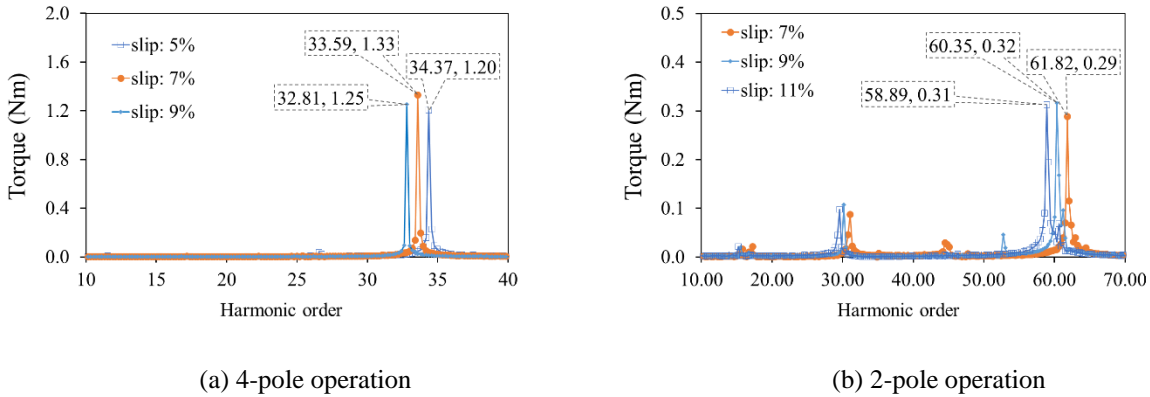 2.0
1.6
1.2
0.8
0.4
0.0
Torque (Nm)
slip: 5%
slip: 7%
slip: 9%
33.59, 1.33
34.37, 1.20
32.81, 1.25
10
15
20
25
30
35
40
Harmonic order
(a) 4-pole operation
0.5
0.4
0.3
0.2
0.1
0.0
Torque (Nm)
slip: 7%
slip: 9%
slip: 11%
60.35, 0.32
61.82, 0.29
58.89, 0.31
10.00
20.00
30.00
40.00
50.00
60.00
70.00
Harmonic order
(b) 2-pole operation